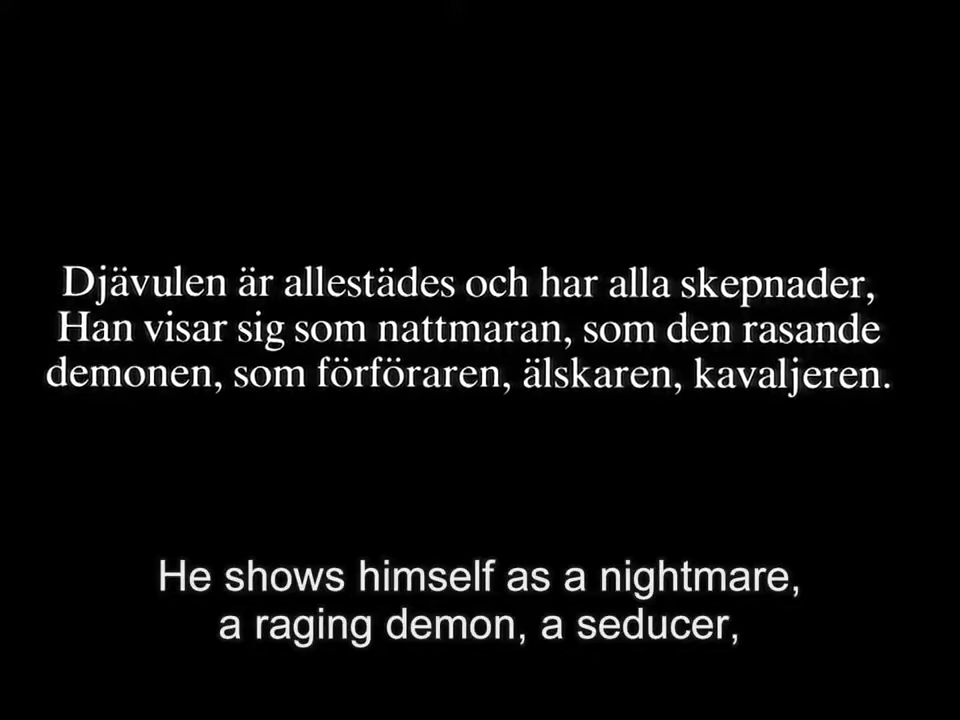 Djävulen är allestädes och har alla skepnader,
Han visar sig som nattmaran, som den rasande
demonen, som förföraren, älskaren, kavaljeren.
He shows himself as a nightmare,
a raging demon, a seducer,